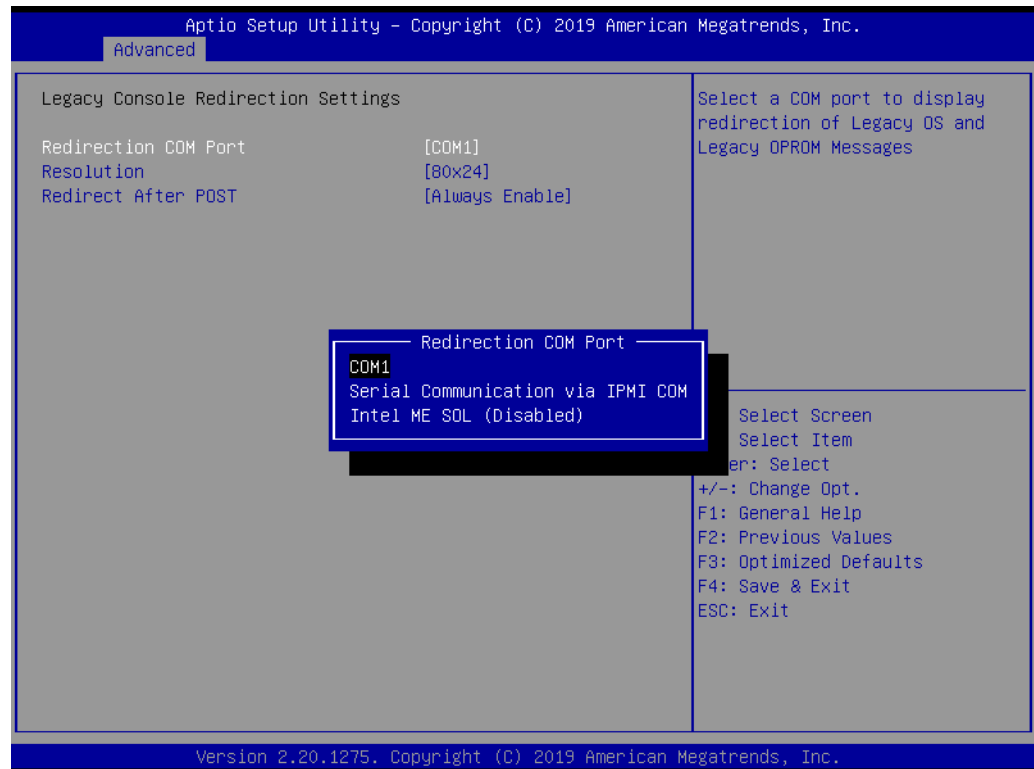 Aptio Setup Utility – Copyright (C) 2019 American Megatrends, Inc.
Advanced
Legacy Console Redirection Settings
Redirection COM Port [COM1]
Resolution [80x24]
Redirect After POST [Always Enable]
Select a COM port to display
redirection of Legacy OS and
Legacy OPROM Messages
Redirection COM Port
COM1
Serial Communication via IPMI COM
Intel ME SOL (Disabled)
Select Screen
Select Item
er: Select
+/-: Change Opt.
F1: General Help
F2: Previous Values
F3: Optimized Defaults
F4: Save & Exit
ESC: Exit
Version 2.20.1275. Copyright (C) 2019 American Megatrends, Inc.